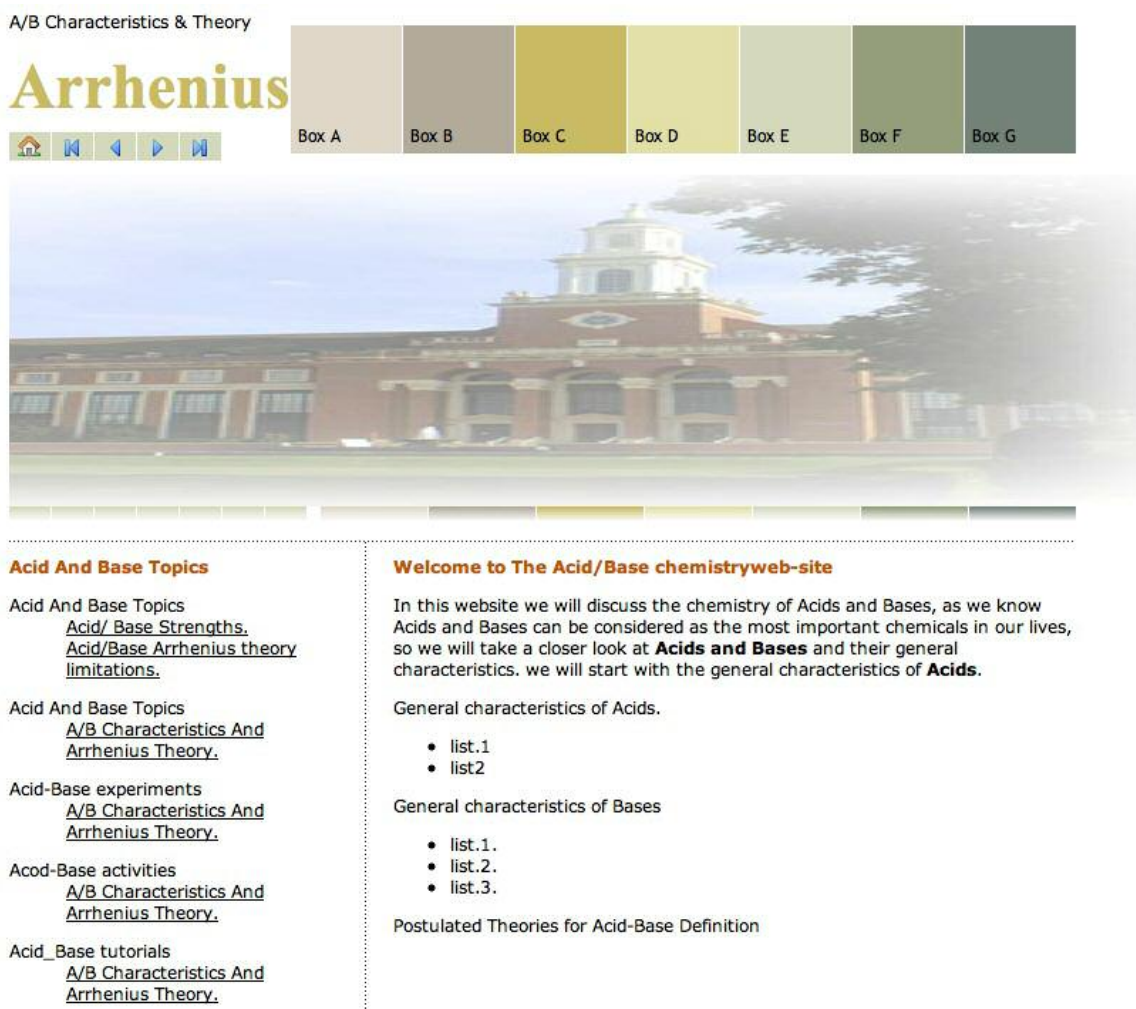 A/B Characteristics & Theory
Arrhenius
Box A
Box B
Box C
Box D
Box E
Box F
Box G
Acid And Base Topics
Acid And Base Topics
Acid/ Base Strengths.
Acid/Base Arrhenius theory
limitations.
Acid And Base Topics
A/B Characteristics And
Arrhenius Theory.
Acid-Base experiments
A/B Characteristics And
Arrhenius Theory.
Acod-Base activities
A/B Characteristics And
Arrhenius Theory.
Acid_Base tutorials
A/B Characteristics And
Arrhenius Theory.
Welcome to The Acid/Base chemistryweb-site
In this website we will discuss the chemistry of Acids and Bases, as we know
Acids and Bases can be considered as the most important chemicals in our lives,
so we will take a closer look at Acids and Bases and their general
characteristics. we will start with the general characteristics of Acids.
General characteristics of Acids.
list.1
list2
General characteristics of Bases
list.1.
list.2.
list.3.
Postulated Theories for Acid-Base Definition